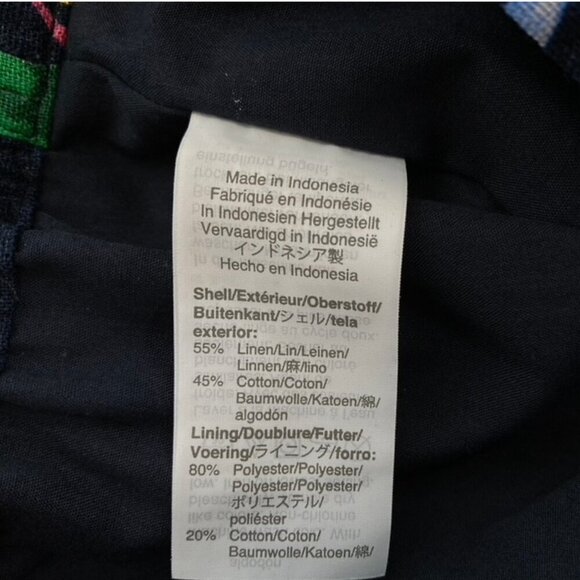 Made in Indonesia
Fabriqué en Indonésie
In Indonesien Hergestellt
Vervaardigd in Indonesië
インドネシア製
Hecho en Indonesia
Shell/Extérieur/Oberstoff/
Buitenkant/シェル/tela
exterior:
55% Linen/Lin/Leinen/
Linnen/麻/lino
45% Cotton/Coton/
Baumwolle/Katoen/綿/
algodón
Lining/Doublure/Futter/
Voering/ライニング/forro:
80% Polyester/Polyester/
Polyester/Polyester/
ポリエステル/
poliéster
20% Cotton/Coton/
Baumwolle/Katoen/綿/
algodón